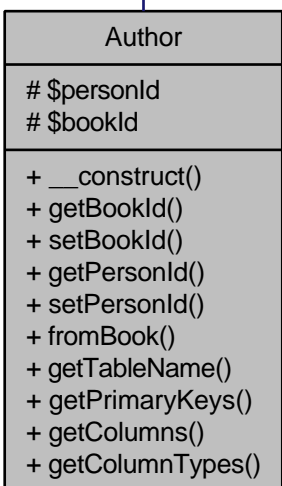 Author
# $personId
# $bookId
+ __construct()
+ getBookId()
+ setBookId()
+ getPersonId()
+ setPersonId()
+ fromBook()
+ getTableName()
+ getPrimaryKeys()
+ getColumns()
+ getColumnTypes()